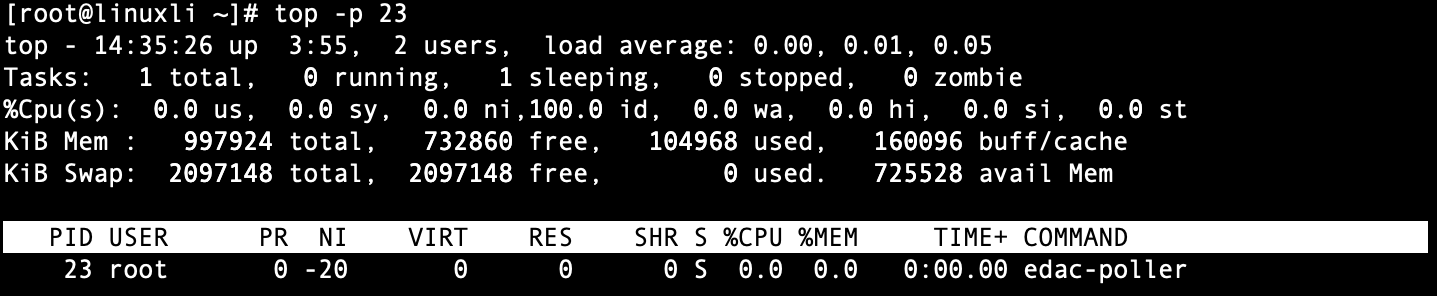 [root@linuxli ~]# top -p 23
top - 14:35:26 up  3:55,  2 users,  load average: 0.00, 0.01, 0.05
Tasks:   1 total,   0 running,   1 sleeping,   0 stopped,   0 zombie
%Cpu(s):  0.0 us,  0.0 sy,  0.0 ni,100.0 id,  0.0 wa,  0.0 hi,  0.0 si,  0.0 st
KiB Mem :   997924 total,   732860 free,   104968 used,   160096 buff/cache
KiB Swap:  2097148 total,  2097148 free,        0 used.   725528 avail Mem
PID USER      PR  NI    VIRT    RES    SHR S %CPU %MEM     TIME+ COMMAND
23 root       0 -20       0      0      0 S  0.0  0.0   0:00.00 edac-poller